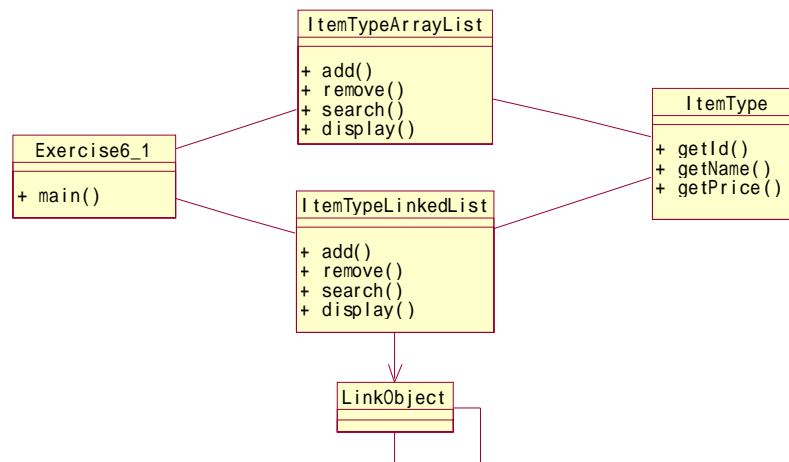 ItemTypeArrayList
+ add()
+ remove()
+ search()
+ display()
ItemType
+ getId()
+ getName()
+ getPrice()
Exercise6_1
+ main()
ItemTypeLinkedList
+ add()
+ remove()
+ search()
+ display()
LinkObject